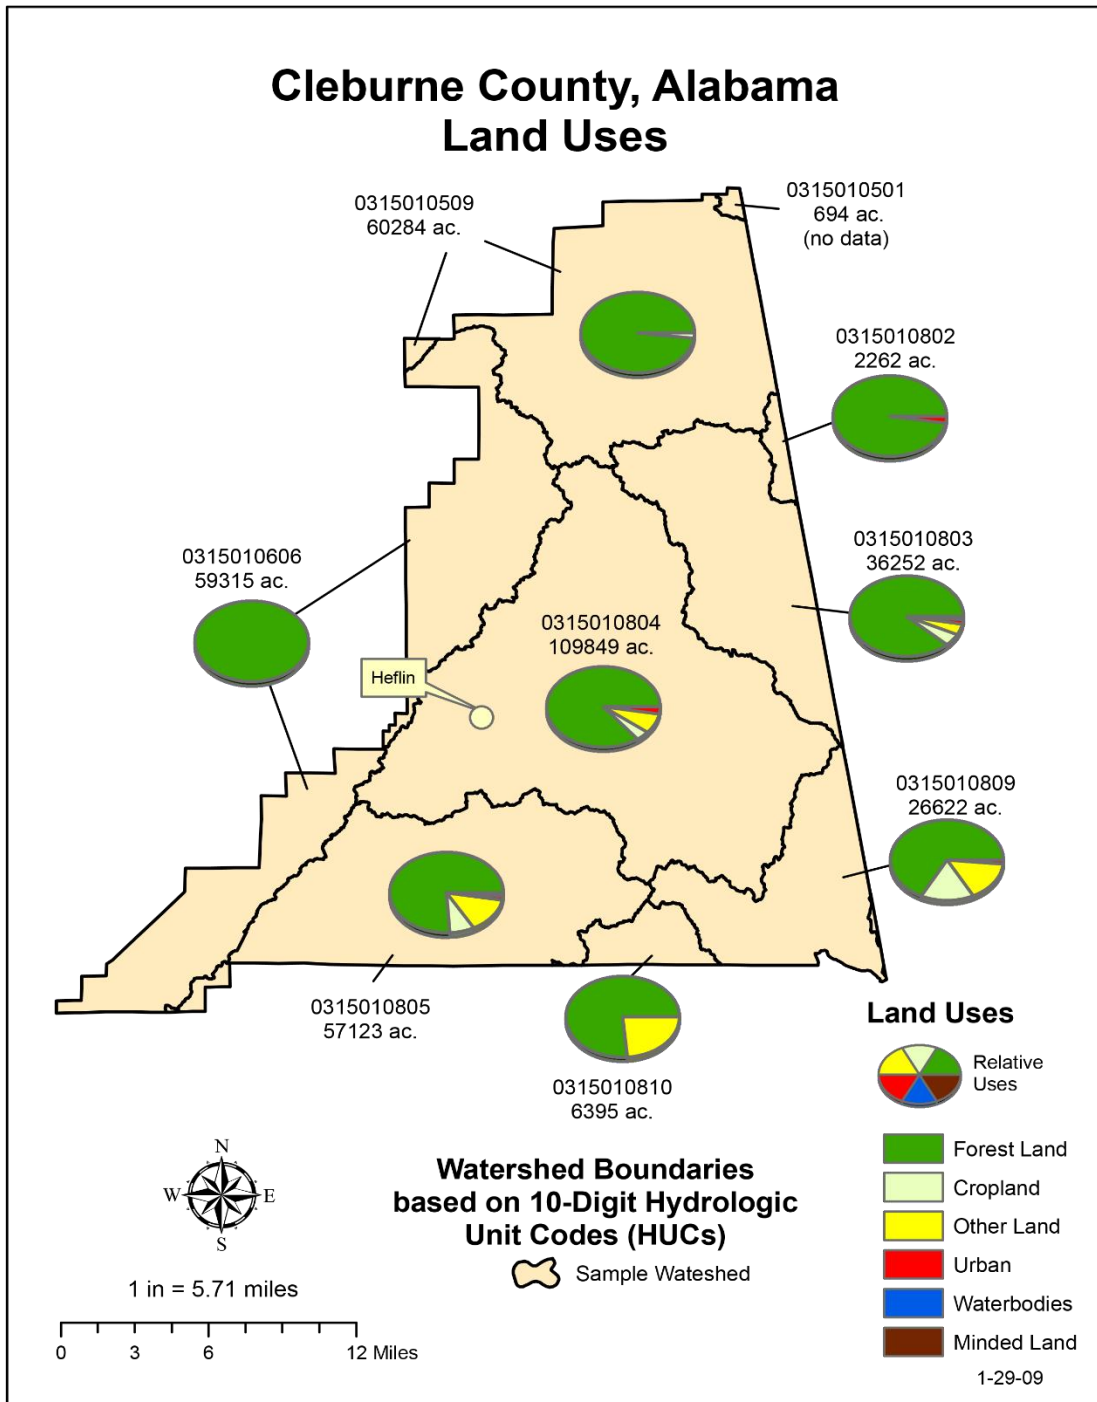 Cleburne County, Alabama
Land Uses
0315010509
60284 ac.
0315010501
694 ac.
(no data)
0315010802
2262 ac.
0315010803
36252 ac.
0315010606
59315 ac.
0315010804
109849 ac.
Heflin
0315010809
26622 ac.
0315010805
57123 ac.
0315010810
6395 ac.
Land Uses
Relative
Uses
Forest Land
Cropland
Other Land
Urban
Waterbodies
Minded Land
1-29-09
Watershed Boundaries
based on 10-Digit Hydrologic
Unit Codes (HUCs)
Sample Wateshed
N
W E
S
1 in = 5.71 miles
0 3 6 12 Miles